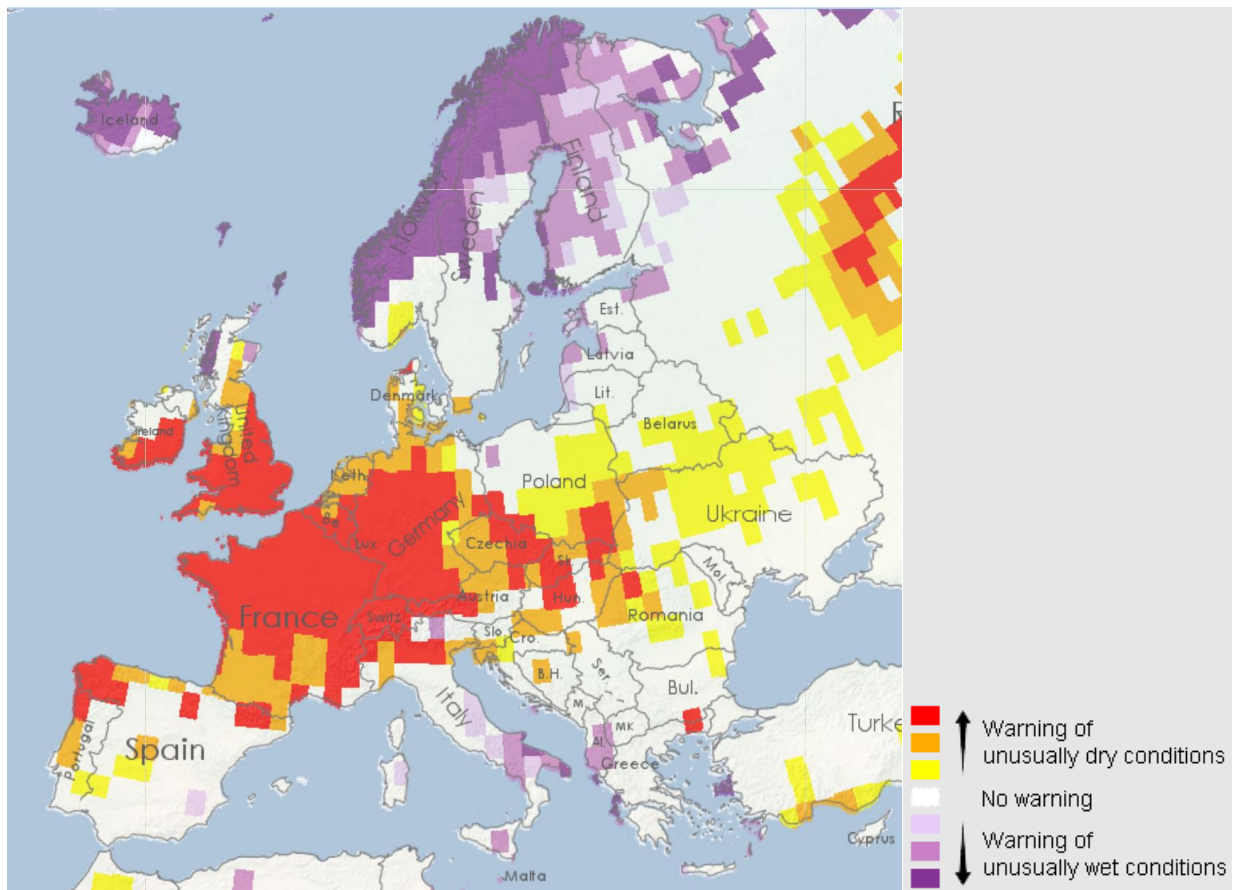 Iceland
Norway
Sweden
Finland
R
Est.
Latvia
Lit.
Denmark
Ireland
United
Kingdom
Belarus
Neth.
Poland
Be.
Germany
Ukraine
Lux.
Czechia
Sk.
Mol.
Austria
Hun.
France
Switz.
Romania
Slo.
Cro.
B.H.
Ser.
Bul.
Italy
M.
MK
Al.
Turke
Portugal
Spain
Greece
Cyprus
Malta
Warning of
unusually dry conditions
No warning
Warning of
unusually wet conditions